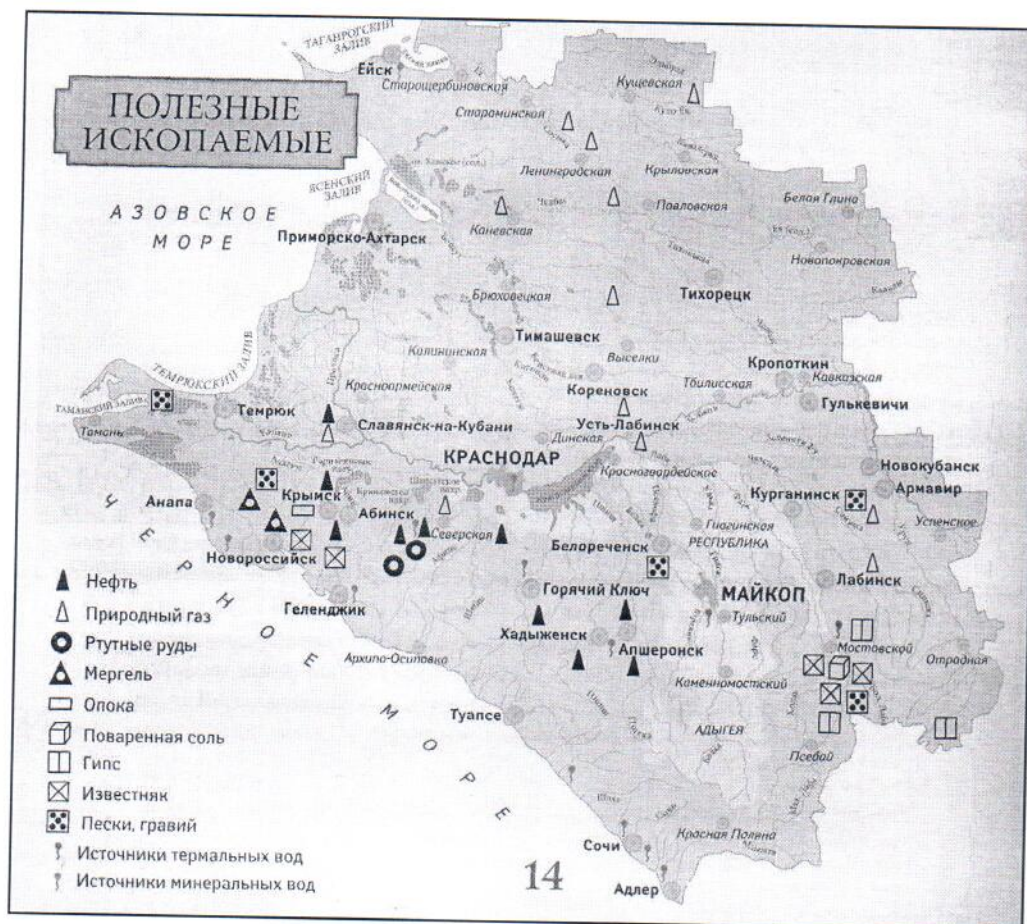 ТАГАНРОГСКИЙ
ЗАЛИВ
Ейск
Старощербиновская
Кущевская
ПОЛЕЗНЫЕ
ИСКОПАЕМЫЕ
Староминская
Ленинградская
Крыловская
ЯСЕНСКИЙ
ЗАЛИВ
АЗОВСКОЕ
МОРЕ
Каневская
Павловская
Белая Глина
Приморско-Ахтарск
Новопокровская
Брюховецкая
Тихорецк
Тимашевск
Калининская
Выселки
Кропоткин
ТЕМРЮКСКИЙ ЗАЛИВ
Красноармейская
Кореновск
Тбилисская
Кавказская
Гулькевичи
ТАМАНСКИЙ ЗАЛИВ
Темрюк
Славянск-на-Кубани
Усть-Лабинск
Тамань
Динская
КРАСНОДАР
Красногвардейское
Новокубанск
Армавир
Анапа
Крымск
Абинск
Курганинск
Северская
Гиагинская
Успенское
Новороссийск
Белореченск
РЕСПУБЛИКА
Лабинск
Нефть
Геленджик
Горячий Ключ
МАЙКОП
Природный газ
Тульский
Ртутные руды
Хадыженск
Апшеронск
Мостовской
Отрадная
Мергель
Архипо-Осиповка
Каменномостский
Опока
Туапсе
АДЫГЕЯ
Поваренная соль
Псебай
Гипс
ЧЕРНОЕ МОРЕ
Известняк
Пески, гравий
Красная Поляна
Источники термальных вод
Сочи
Источники минеральных вод
14
Адлер